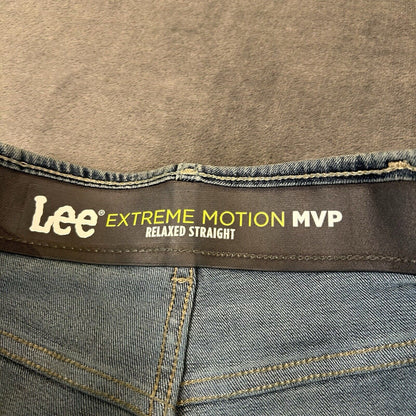 Lee® EXTREME MOTION MVP
RELAXED STRAIGHT